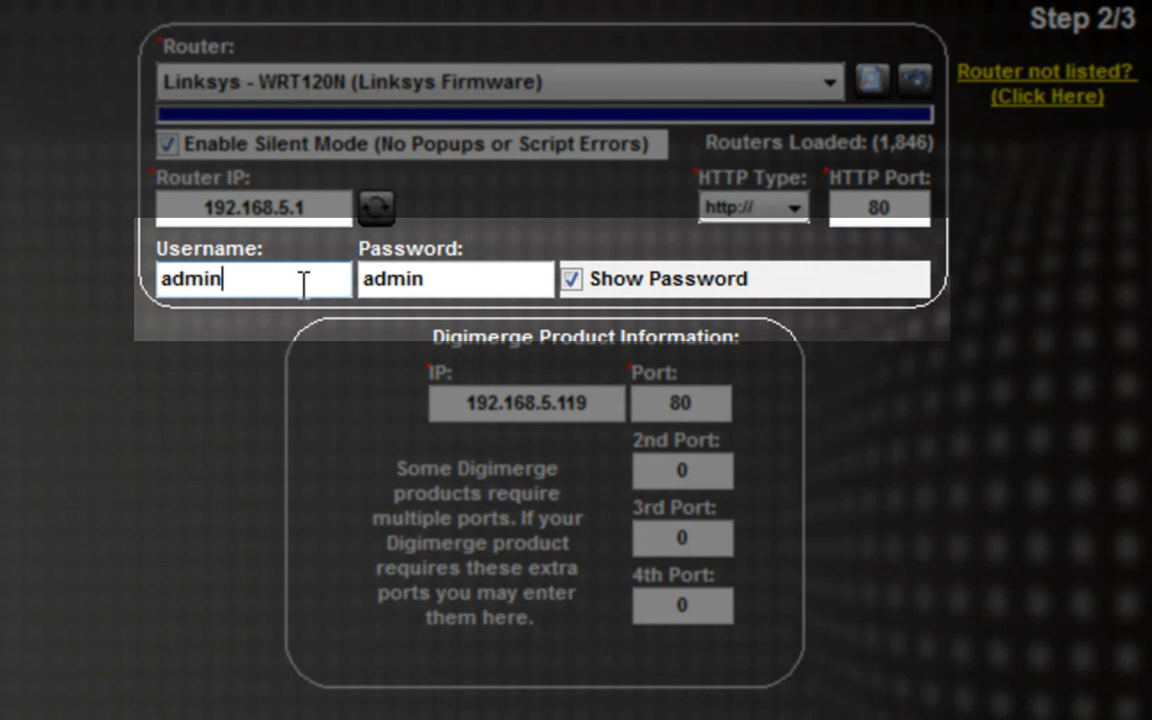 Step 2/3
*Router:
Linksys - WRT120N (Linksys Firmware)
Router not listed?
(Click Here)
Enable Silent Mode (No Popups or Script Errors)
Routers Loaded: (1,846)
*Router IP:
*HTTP Type:
*HTTP Port:
192.168.5.1
http://
80
Username:
Password:
admin
admin
Show Password
Digimerge Product Information:
*IP:
*Port:
192.168.5.119
80
2nd Port:
0
Some Digimerge
products require
multiple ports. If your
Digimerge product
requires these extra
ports you may enter
them here.
3rd Port:
0
4th Port:
0